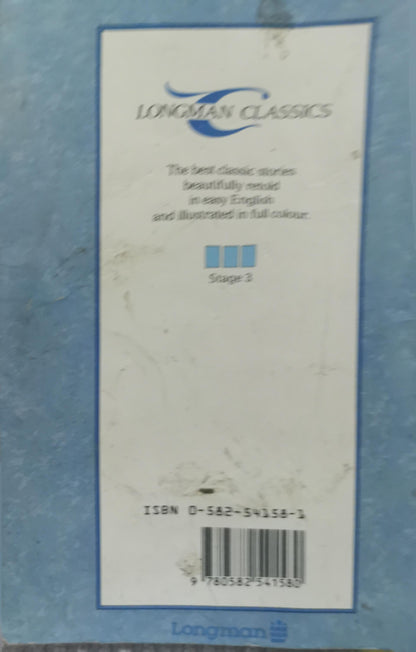 LONGMAN CLASSICS
The best classic stories
beautifully retold
in easy English
and illustrated in full colour.
Stage 3
ISBN 0-582-54158-1
9 780582 541580
Longman